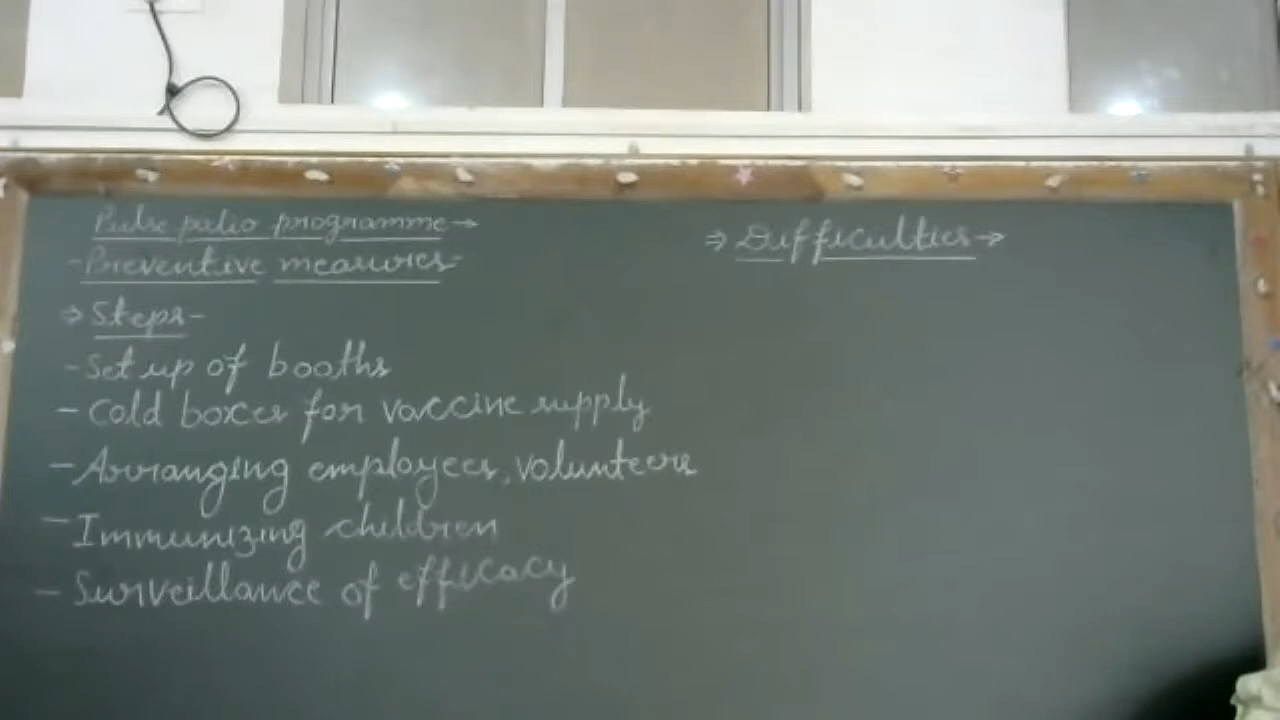 Pulse polio programme→
-Preventive measures-
⇒ Steps-
- Set up of booths
- Cold boxes for vaccine supply
- Arranging employees, volunteers
- Immunizing children
- Surveillance of efficacy
⇒ Difficulties→